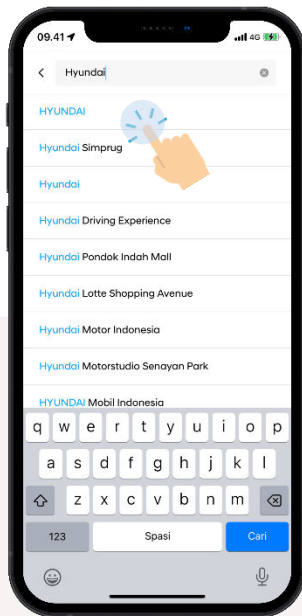 09.41
4G
Hyundai
HYUNDAI
Hyundai Simprug
Hyundai
Hyundai Driving Experience
Hyundai Pondok Indah Mall
Hyundai Lotte Shopping Avenue
Hyundai Motor Indonesia
Hyundai Motorstudio Senayan Park
HYUNDAI Mobil Indonesia
q w e r t y u i o p
a s d f g h j k l
z x c v b n m
123 Spasi Cari